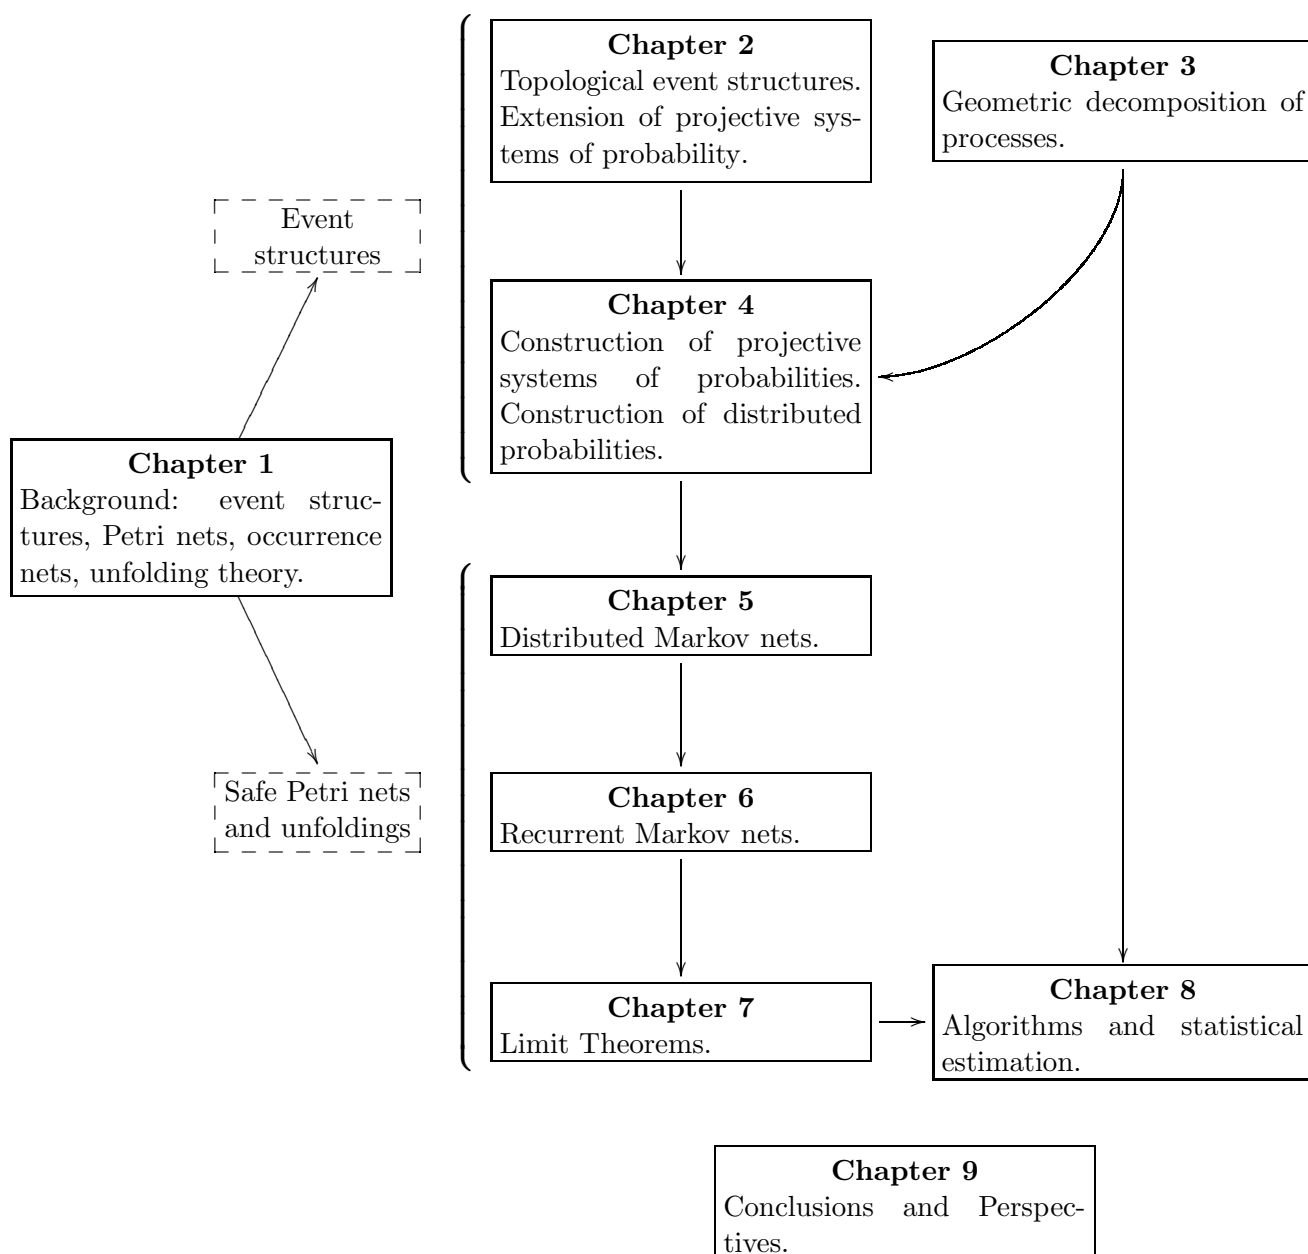 Chapter 2
Topological event structures.
Extension of projective sys-
tems of probability.
Chapter 3
Geometric decomposition of
processes.
Event
structures
Chapter 4
Construction of projective
systems of probabilities.
Construction of distributed
probabilities.
Chapter 1
Background: event struc-
tures, Petri nets, occurrence
nets, unfolding theory.
Chapter 5
Distributed Markov nets.
Safe Petri nets
and unfoldings
Chapter 6
Recurrent Markov nets.
Chapter 7
Limit Theorems.
Chapter 8
Algorithms and statistical
estimation.
Chapter 9
Conclusions and Perspec-
tives.